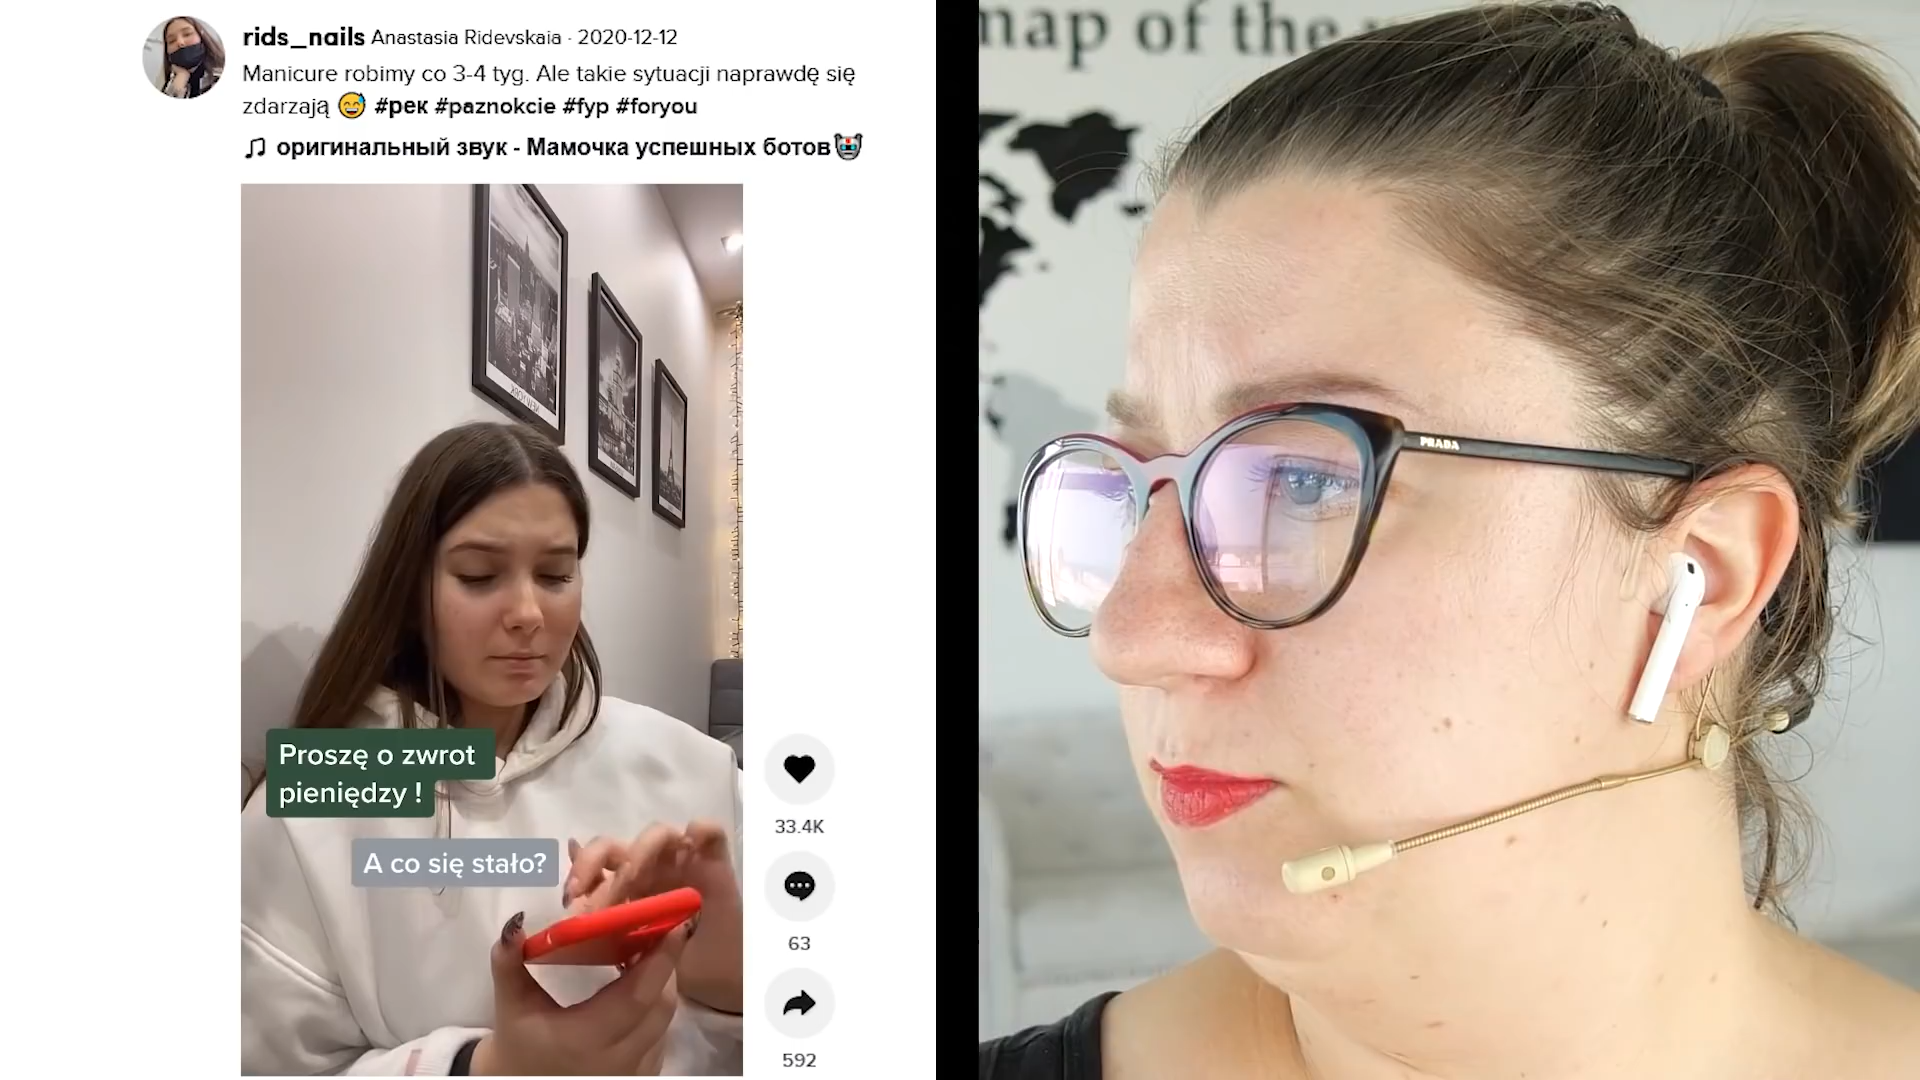 rids_nails Anastasia Ridevskaia · 2020-12-12
Manicure robimy co 3-4 tyg. Ale takie sytuacji naprawdę się
zdarzają 😅 #рек #paznokcie #fyp #foryou
♫ оригинальный звук - Мамочка успешных ботов🤖
NEW YORK
Proszę o zwrot
pieniędzy !
A co się stało?
33.4K
63
592
map of the
PRADA